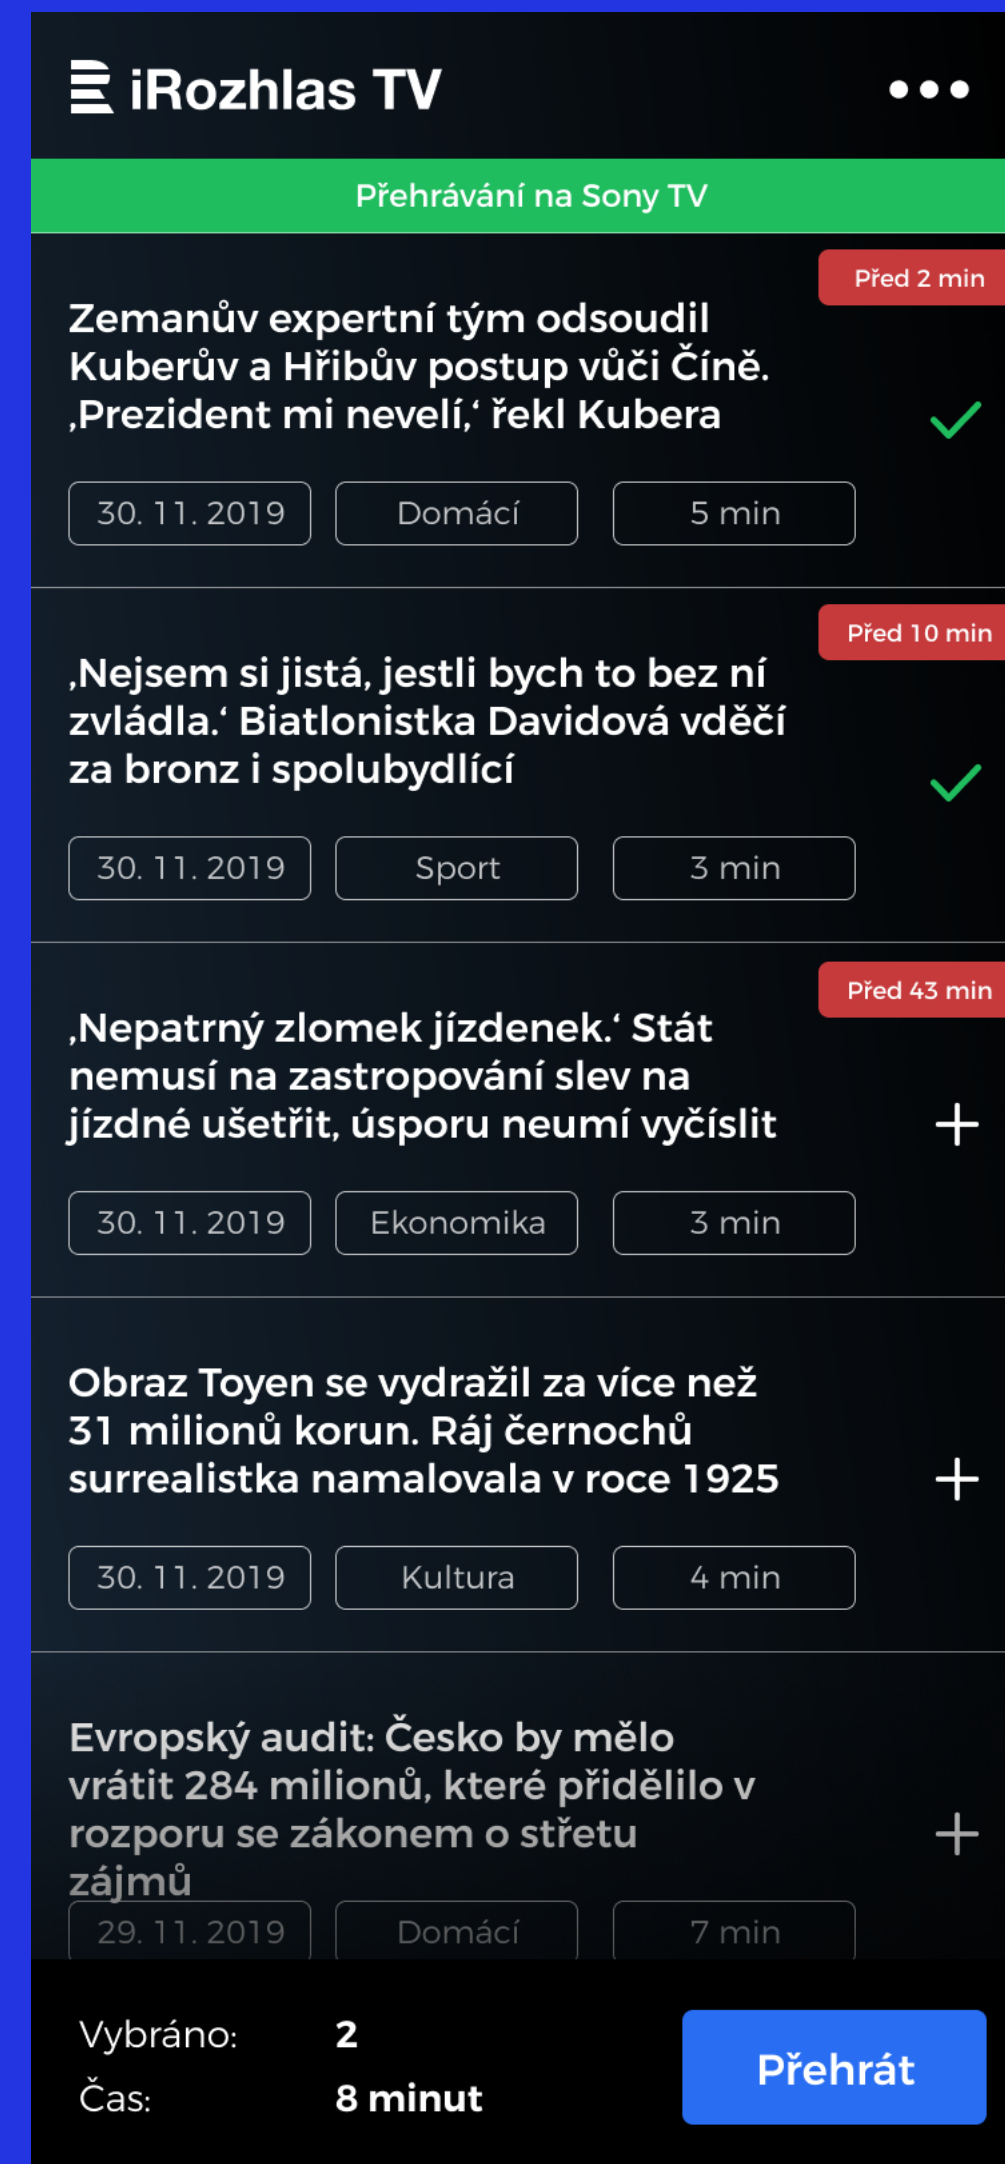 iRozhlas TV
Přehrávání na Sony TV
Před 2 min
Zemanův expertní tým odsoudil
Kuberův a Hřibův postup vůči Číně.
‚Prezident mi nevelí,‘ řekl Kubera
30. 11. 2019 Domácí 5 min
Před 10 min
‚Nejsem si jistá, jestli bych to bez ní
zvládla.‘ Biatlonistka Davidová vděčí
za bronz i spolubydlící
30. 11. 2019 Sport 3 min
Před 43 min
‚Nepatrný zlomek jízdenek.‘ Stát
nemusí na zastropování slev na
jízdné ušetřit, úsporu neumí vyčíslit
30. 11. 2019 Ekonomika 3 min
Obraz Toyen se vydražil za více než
31 milionů korun. Ráj černochů
surrealistka namalovala v roce 1925
30. 11. 2019 Kultura 4 min
Evropský audit: Česko by mělo
vrátit 284 milionů, které přidělilo v
rozporu se zákonem o střetu
zájmů
29. 11. 2019 Domácí 7 min
Vybráno: 2
Čas: 8 minut
Přehrát